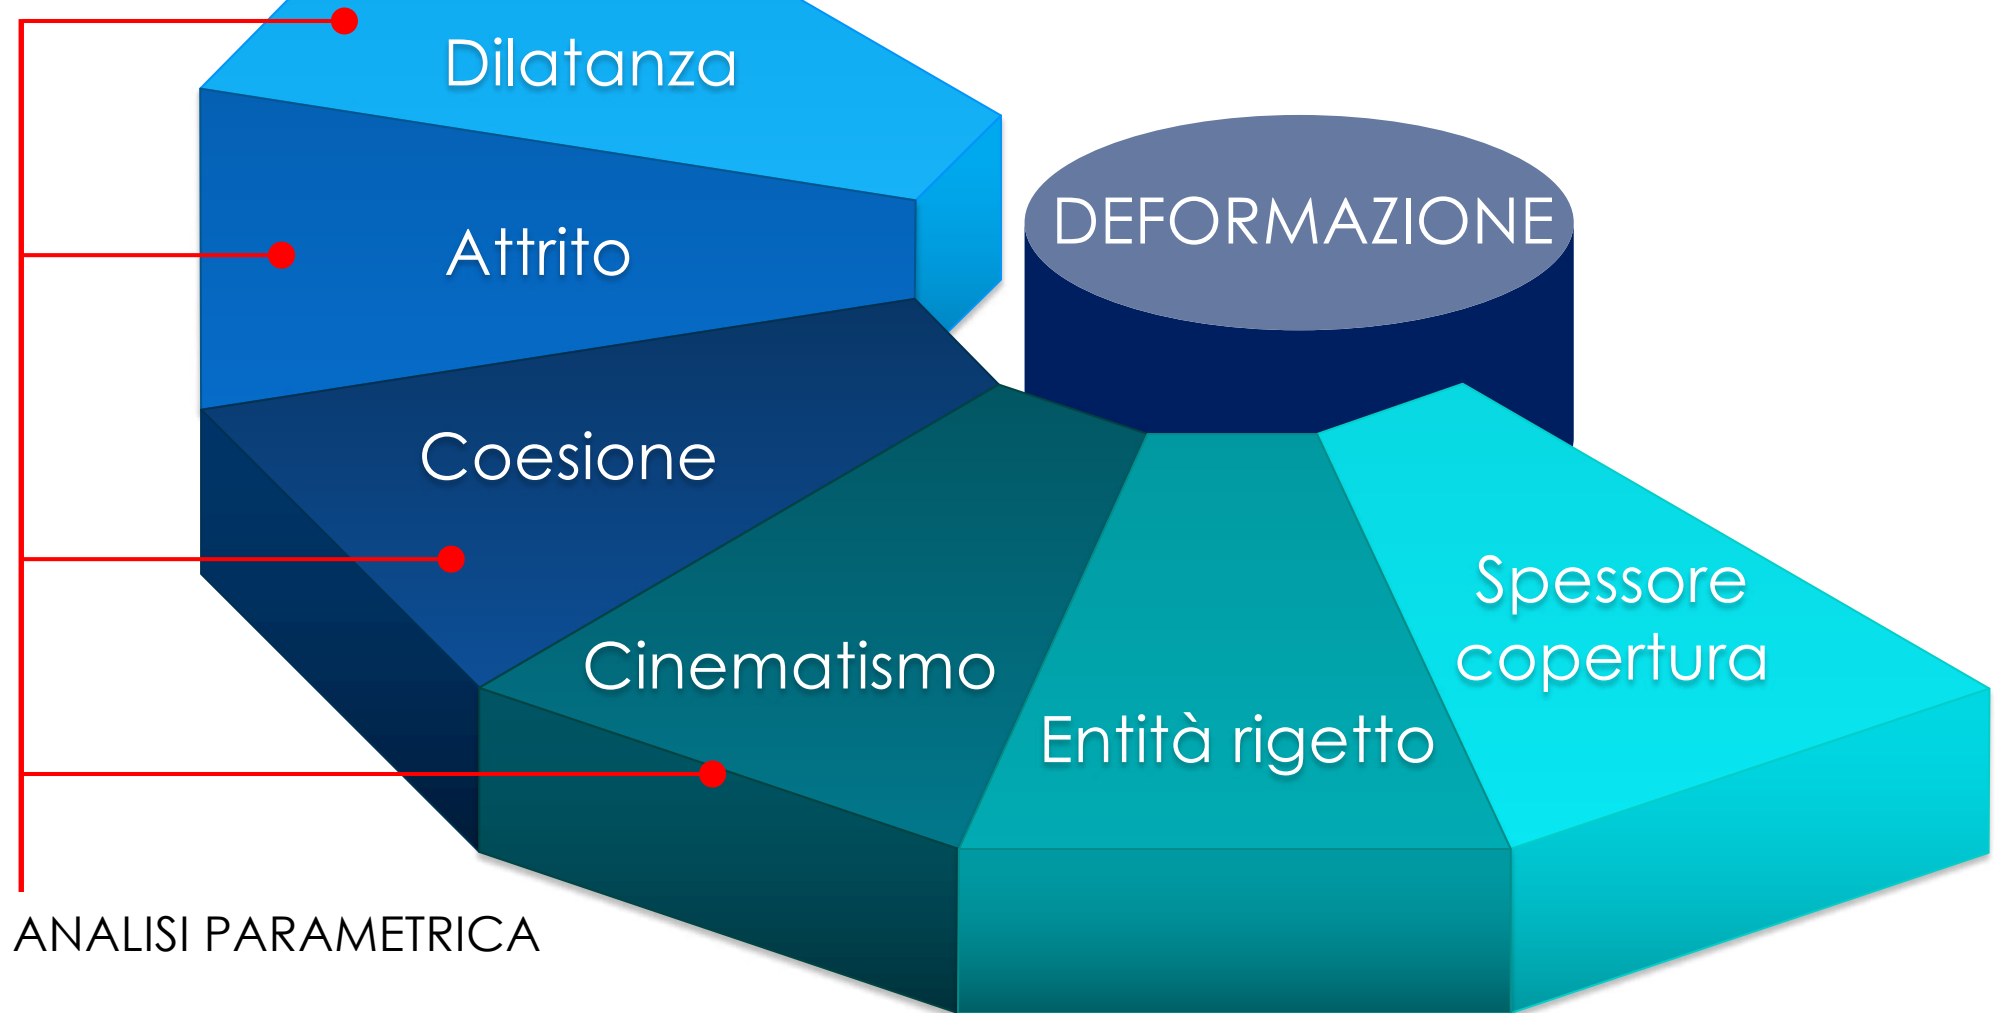 Dilatanza
DEFORMAZIONE
Attrito
Coesione
Spessore
copertura
Cinematismo
Entità rigetto
ANALISI PARAMETRICA